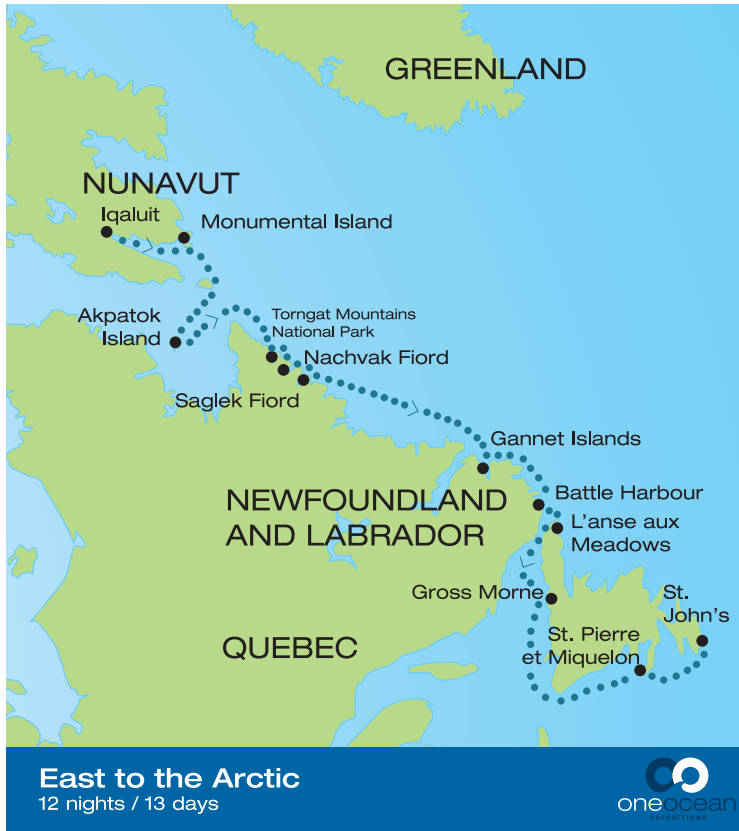 GREENLAND
NUNAVUT
Iqaluit
Monumental Island
Akpatok
Island
Torngat Mountains
National Park
Nachvak Fiord
Saglek Fiord
Gannet Islands
NEWFOUNDLAND
AND LABRADOR
Battle Harbour
L'anse aux
Meadows
Gross Morne
St.
John's
St. Pierre
et Miquelon
QUEBEC
East to the Arctic
12 nights / 13 days
oneocean
EXPEDITIONS